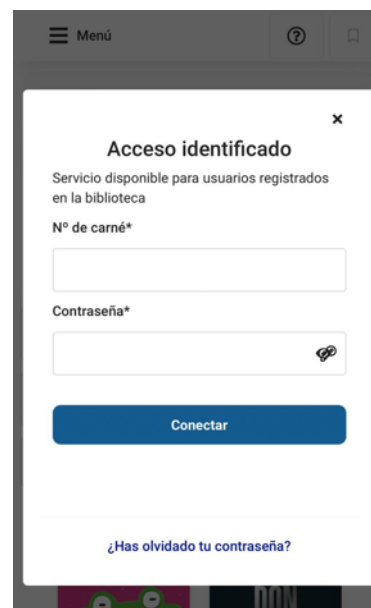 Menú
Acceso identificado
Servicio disponible para usuarios registrados
en la biblioteca
Nº de carné*
Contraseña*
Conectar
¿Has olvidado tu contraseña?
DON